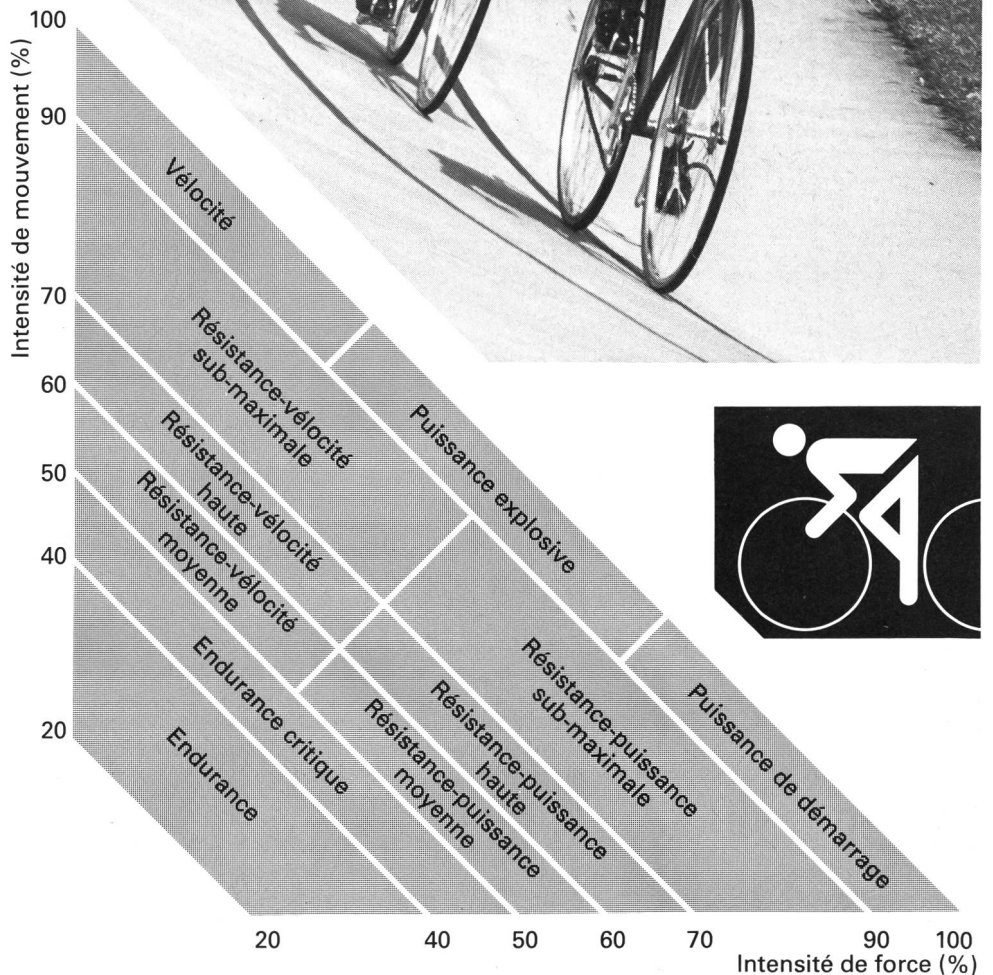 Intensité de mouvement (%)
100
90
70
60
50
40
20
Vélocité
Puissance explosive
Puissance de démarrage
Résistance-vélocité
sub-maximale
Résistance-puissance
sub-maximale
Résistance-vélocité
haute
Résistance-puissance
haute
Résistance-vélocité
moyenne
Résistance-puissance
moyenne
Endurance critique
Endurance
20
40
50
60
70
90
100
Intensité de force (%)